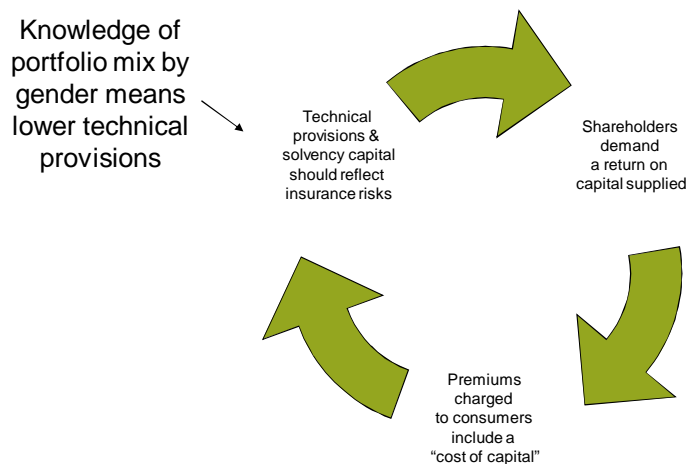 Knowledge of
portfolio mix by
gender means
lower technical
provisions
Technical
provisions &
solvency capital
should reflect
insurance risks
Shareholders
demand
a return on
capital supplied
Premiums
charged
to consumers
include a
“cost of capital”